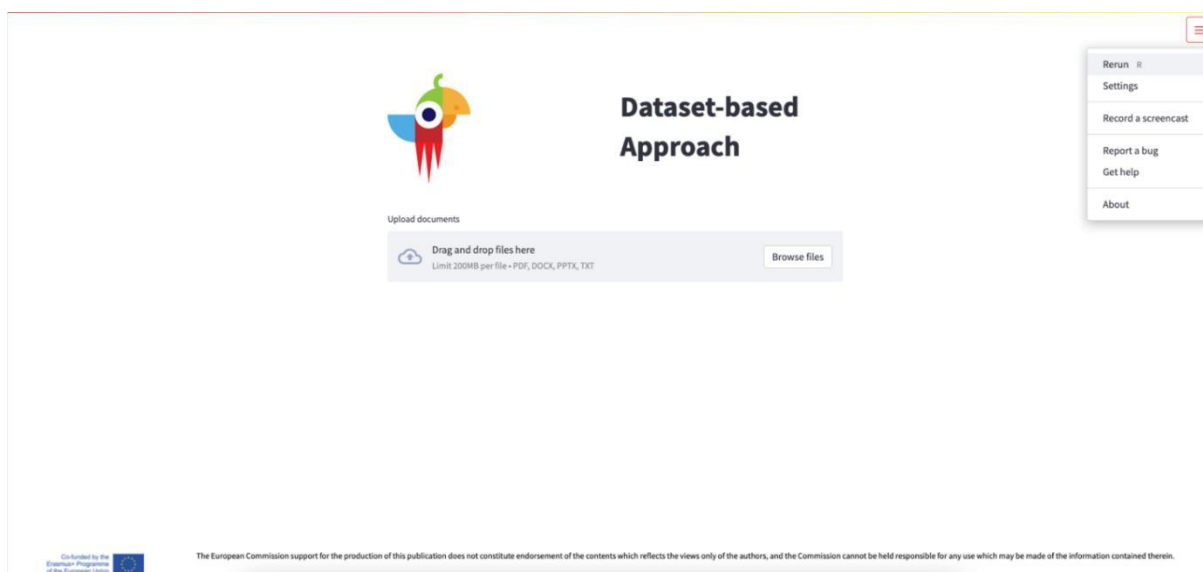 Rerun R
Settings
Record a screencast
Report a bug
Get help
About
Dataset-based
Approach
Upload documents
Drag and drop files here
Limit 200MB per file • PDF, DOCX, PPTX, TXT
Browse files
Co-funded by the
Erasmus+ Programme
of the European Union
The European Commission support for the production of this publication does not constitute endorsement of the contents which reflects the views only of the authors, and the Commission cannot be held responsible for any use which may be made of the information contained therein.